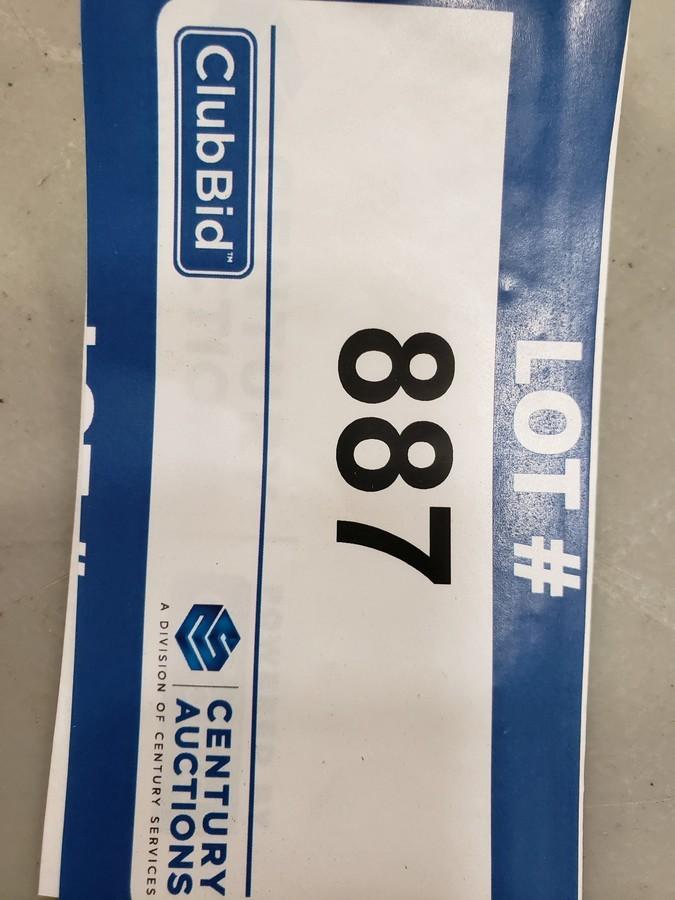 LOT #
887
ClubBid™
CENTURY
AUCTIONS
A DIVISION OF CENTURY SERVICES